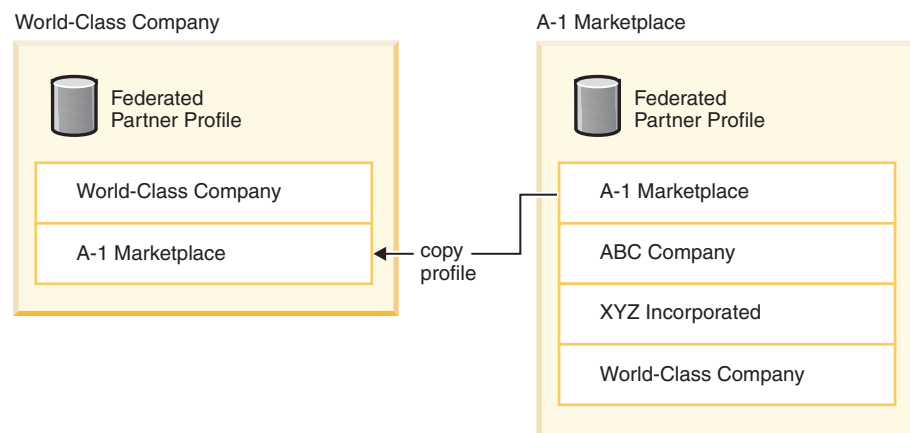 World-Class Company
Federated
Partner Profile
World-Class Company
A-1 Marketplace
copy
profile
A-1 Marketplace
Federated
Partner Profile
A-1 Marketplace
ABC Company
XYZ Incorporated
World-Class Company